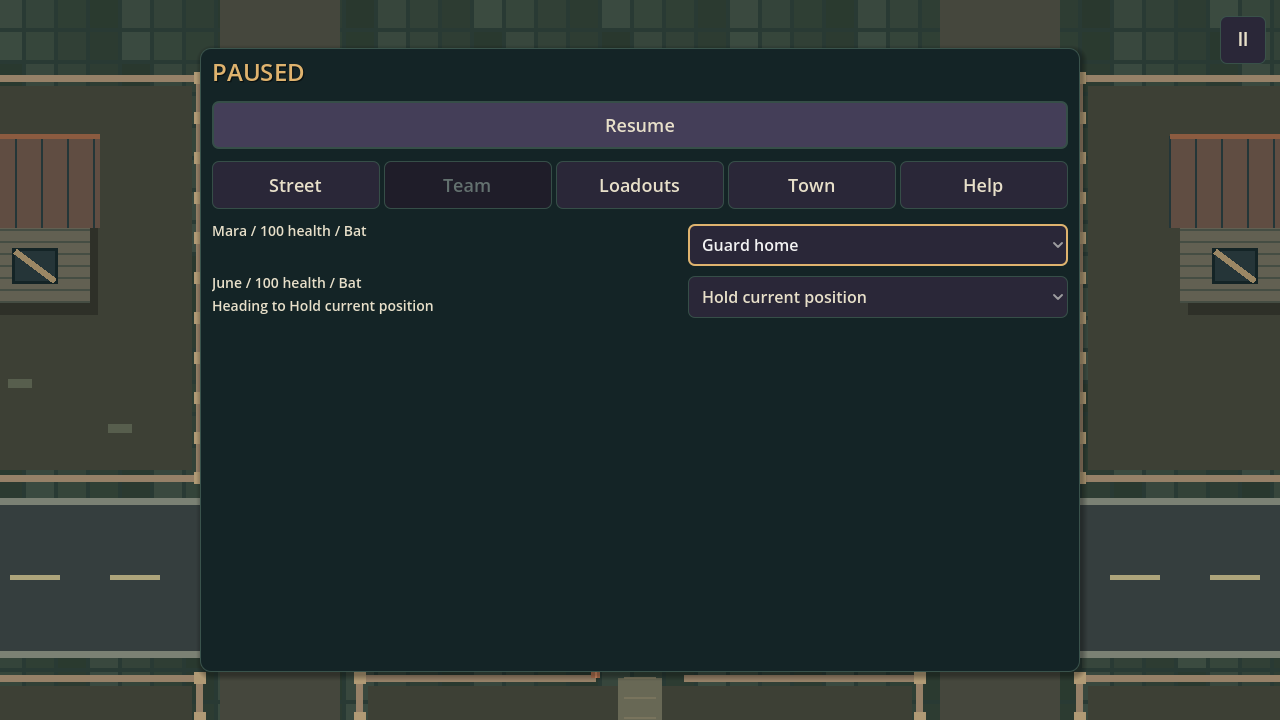 PAUSED
Resume
Street
Team
Loadouts
Town
Help
Mara / 100 health / Bat
Guard home
June / 100 health / Bat
Heading to Hold current position
Hold current position